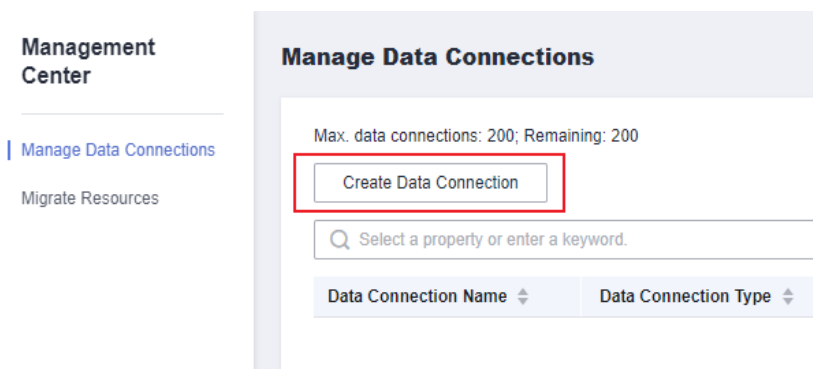 Management
Center
Manage Data Connections
Migrate Resources
Manage Data Connections
Max. data connections: 200; Remaining: 200
Create Data Connection
Select a property or enter a keyword.
Data Connection Name
Data Connection Type